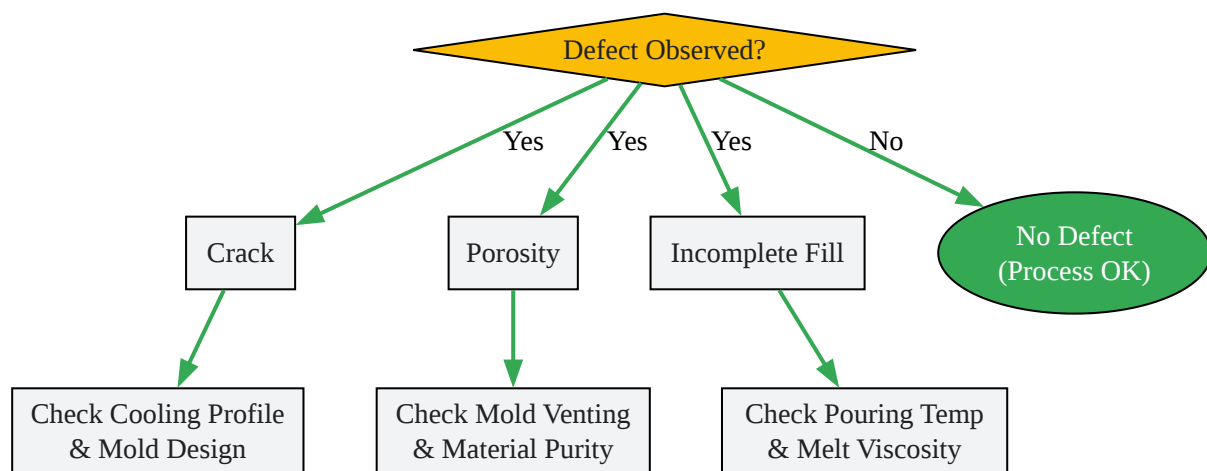 Defect Observed?
Yes
Yes
Yes
No
Crack
Porosity
Incomplete Fill
No Defect
(Process OK)
Check Cooling Profile
& Mold Design
Check Mold Venting
& Material Purity
Check Pouring Temp
& Melt Viscosity